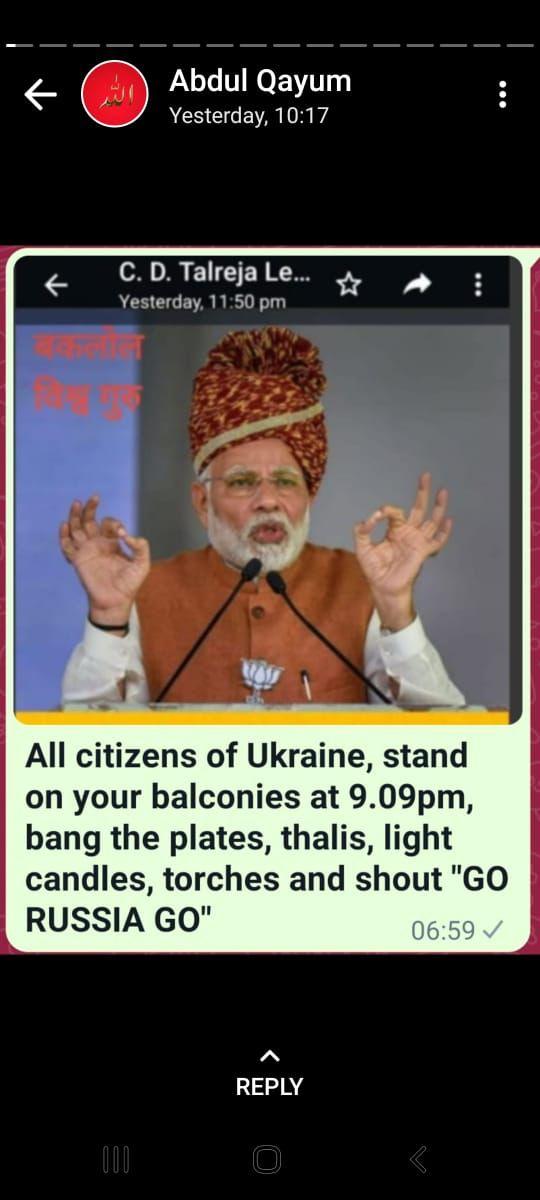 Abdul Qayum
Yesterday, 10:17
C. D. Talreja Le...
Yesterday, 11:50 pm
बकलोल
विश्व गुरु
All citizens of Ukraine, stand
on your balconies at 9.09pm,
bang the plates, thalis, light
candles, torches and shout "GO
RUSSIA GO"
06:59
REPLY